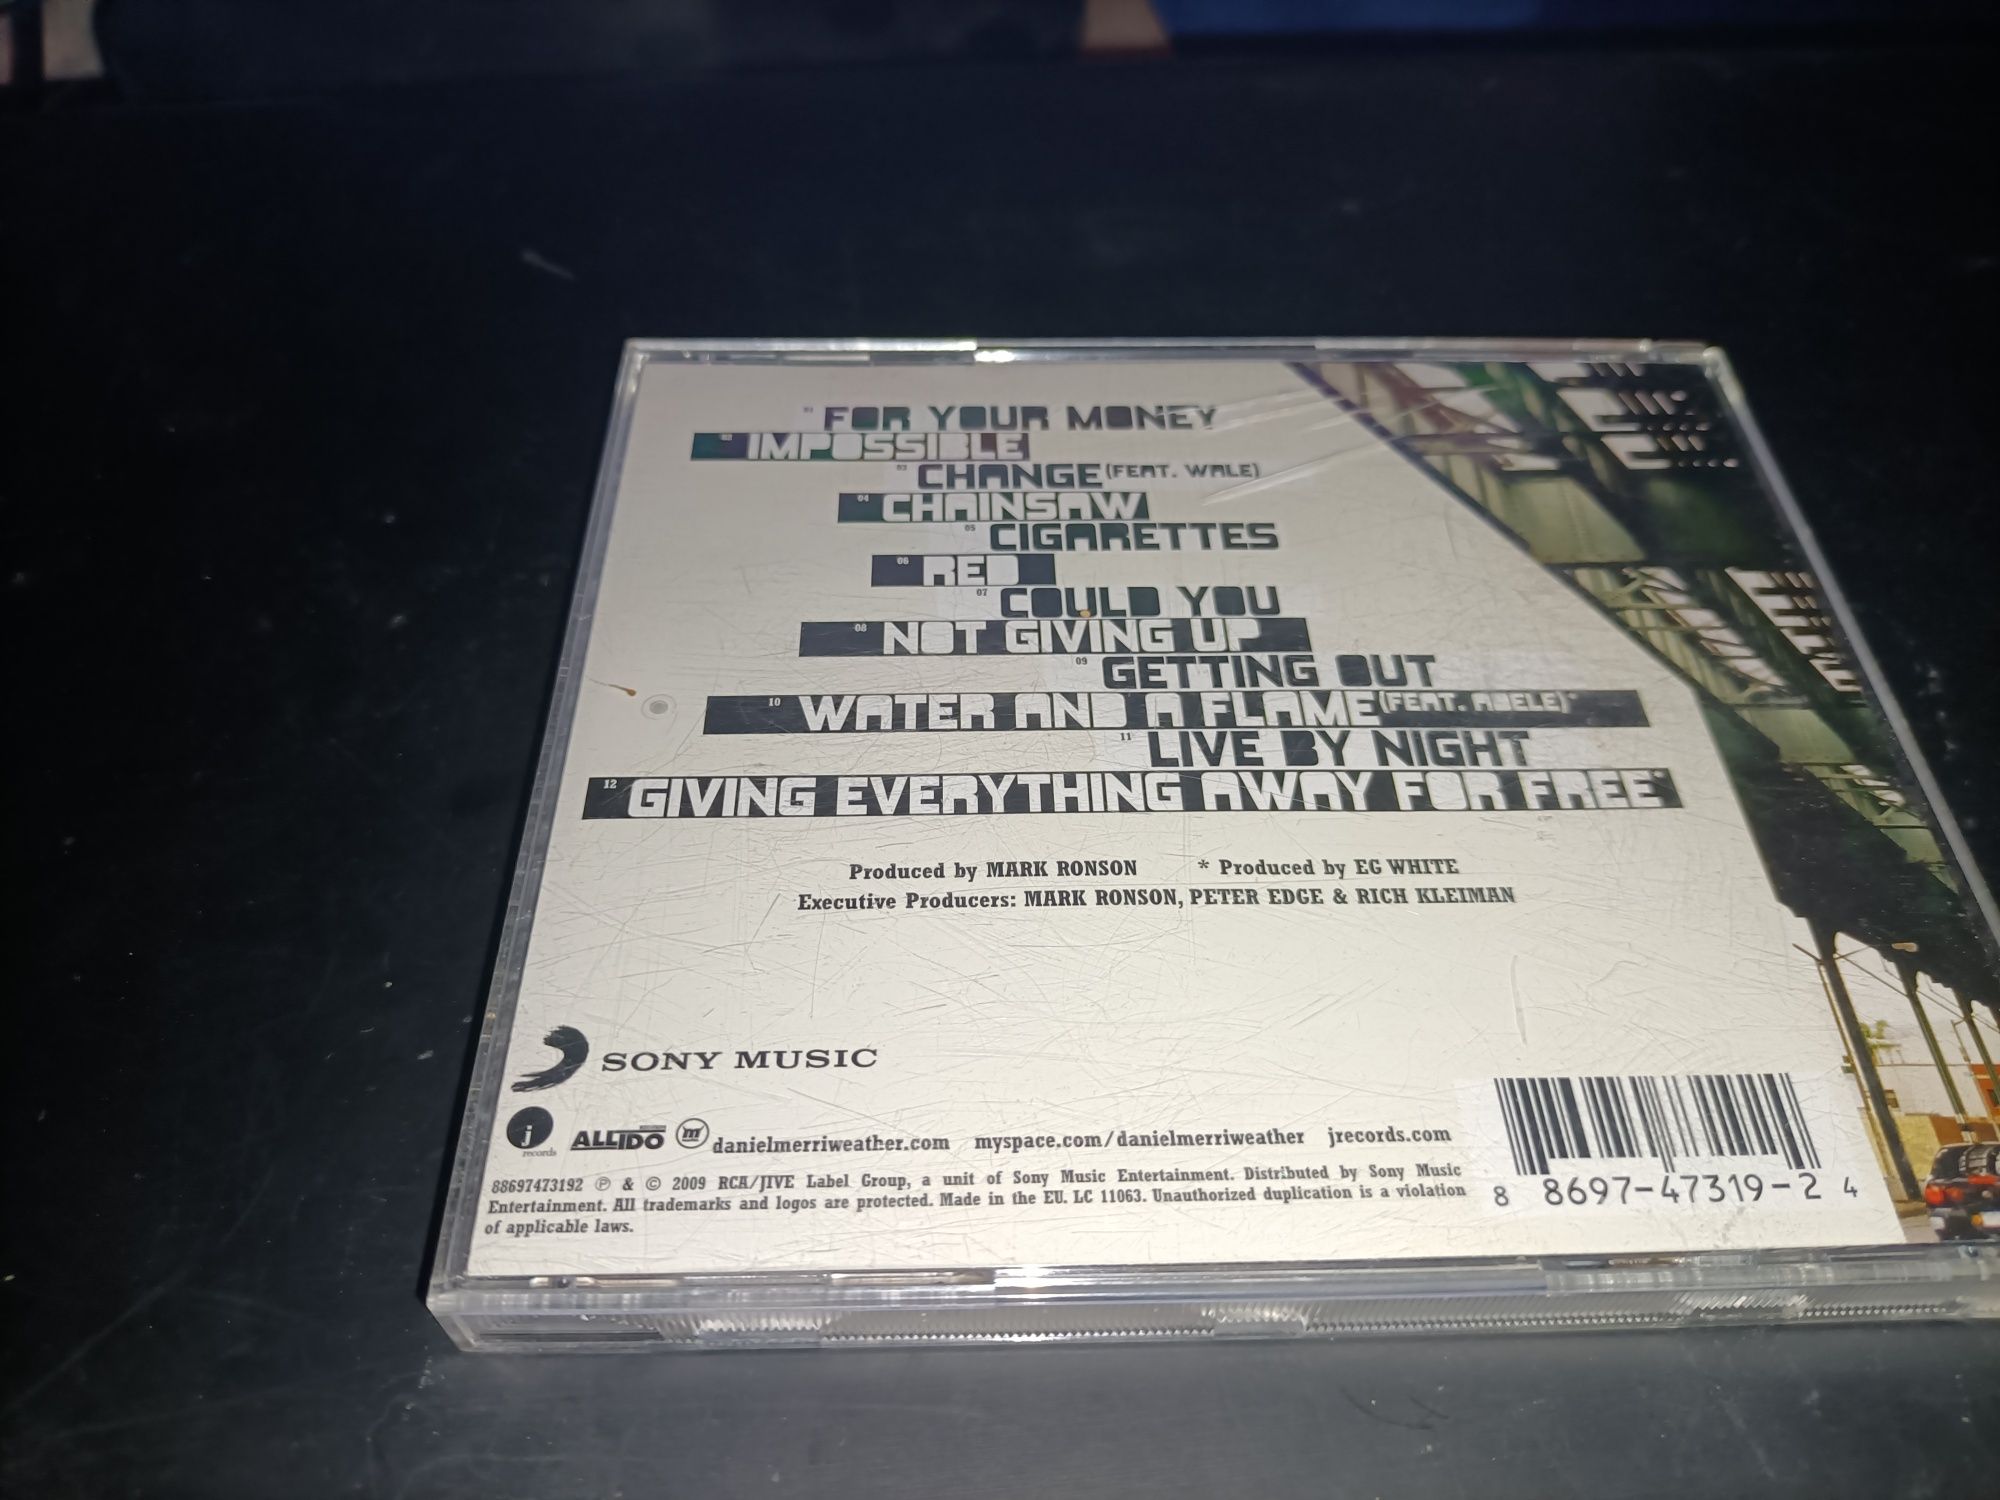 01 FOR YOUR MONEY
02 IMPOSSIBLE
03 CHANGE (FEAT. WALE)
04 CHAINSAW
05 CIGARETTES
06 RED
07 COULD YOU
08 NOT GIVING UP
09 GETTING OUT
10 WATER AND A FLAME (FEAT. ADELE)*
11 LIVE BY NIGHT
12 GIVING EVERYTHING AWAY FOR FREE*
Produced by MARK RONSON * Produced by EG WHITE
Executive Producers: MARK RONSON, PETER EDGE & RICH KLEIMAN
SONY MUSIC
j records ALLIDO m danielmerriweather.com myspace.com/danielmerriweather jrecords.com
88697473192 ℗ & © 2009 RCA/JIVE Label Group, a unit of Sony Music Entertainment. Distributed by Sony Music
Entertainment. All trademarks and logos are protected. Made in the EU. LC 11063. Unauthorized duplication is a violation
of applicable laws.
8 8697-47319-2 4